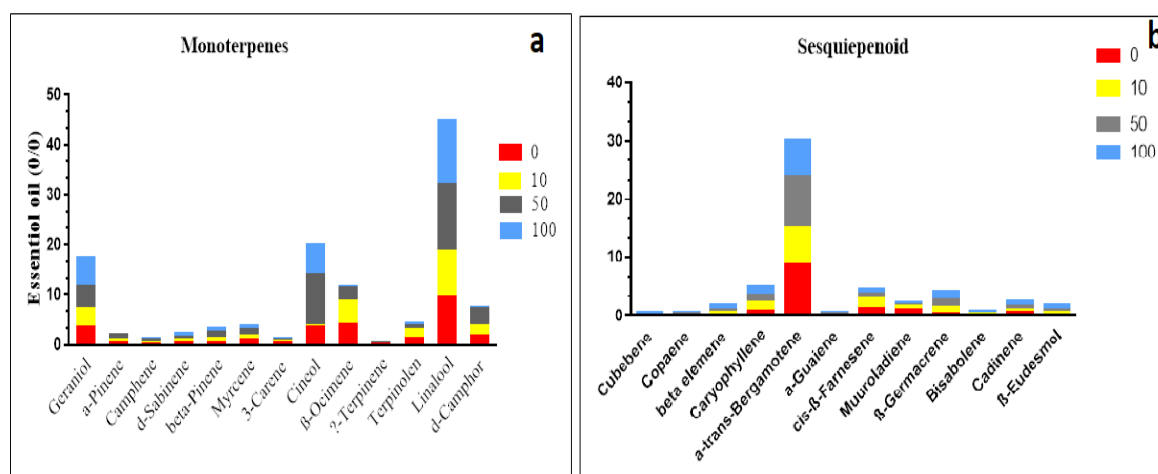 Monoterpenes
a
Essentiol oil (0/0)
50
40
30
20
10
0
0
10
50
100
Geraniol
a-Pinene
Camphene
d-Sabinene
beta-Pinene
Myrcene
3-Carene
Cineol
ß-Ocimene
?-Terpinene
Terpinolen
Linalool
d-Camphor
Sesquiepenoid
b
40
30
20
10
0
0
10
50
100
Cubebene
Copaene
beta elemene
Caryophyllene
a-trans-Bergamotene
a-Guaiene
cis-ß-Farnesene
Muuroladiene
ß-Germacrene
Bisabolene
Cadinene
ß-Eudesmol